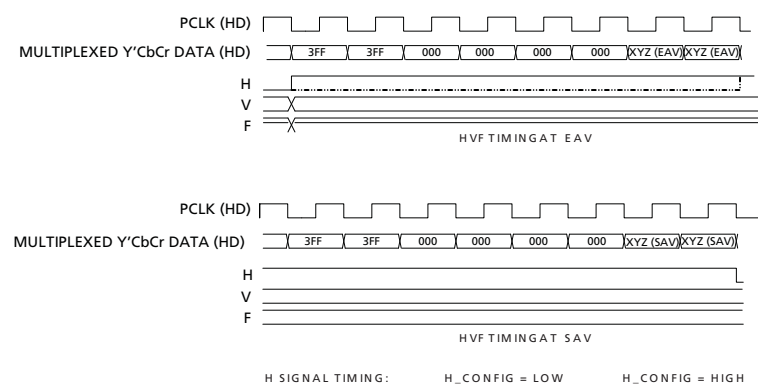 PCLK (HD)
MULTIPLEXED Y'CbCr DATA (HD) 3FF 3FF 000 000 000 000 XYZ (EAV) XYZ (EAV)
H
V
F
HVF TIMING AT EAV
PCLK (HD)
MULTIPLEXED Y'CbCr DATA (HD) 3FF 3FF 000 000 000 000 XYZ (SAV) XYZ (SAV)
H
V
F
HVF TIMING AT SAV
H SIGNAL TIMING: H_CONFIG = LOW H_CONFIG = HIGH